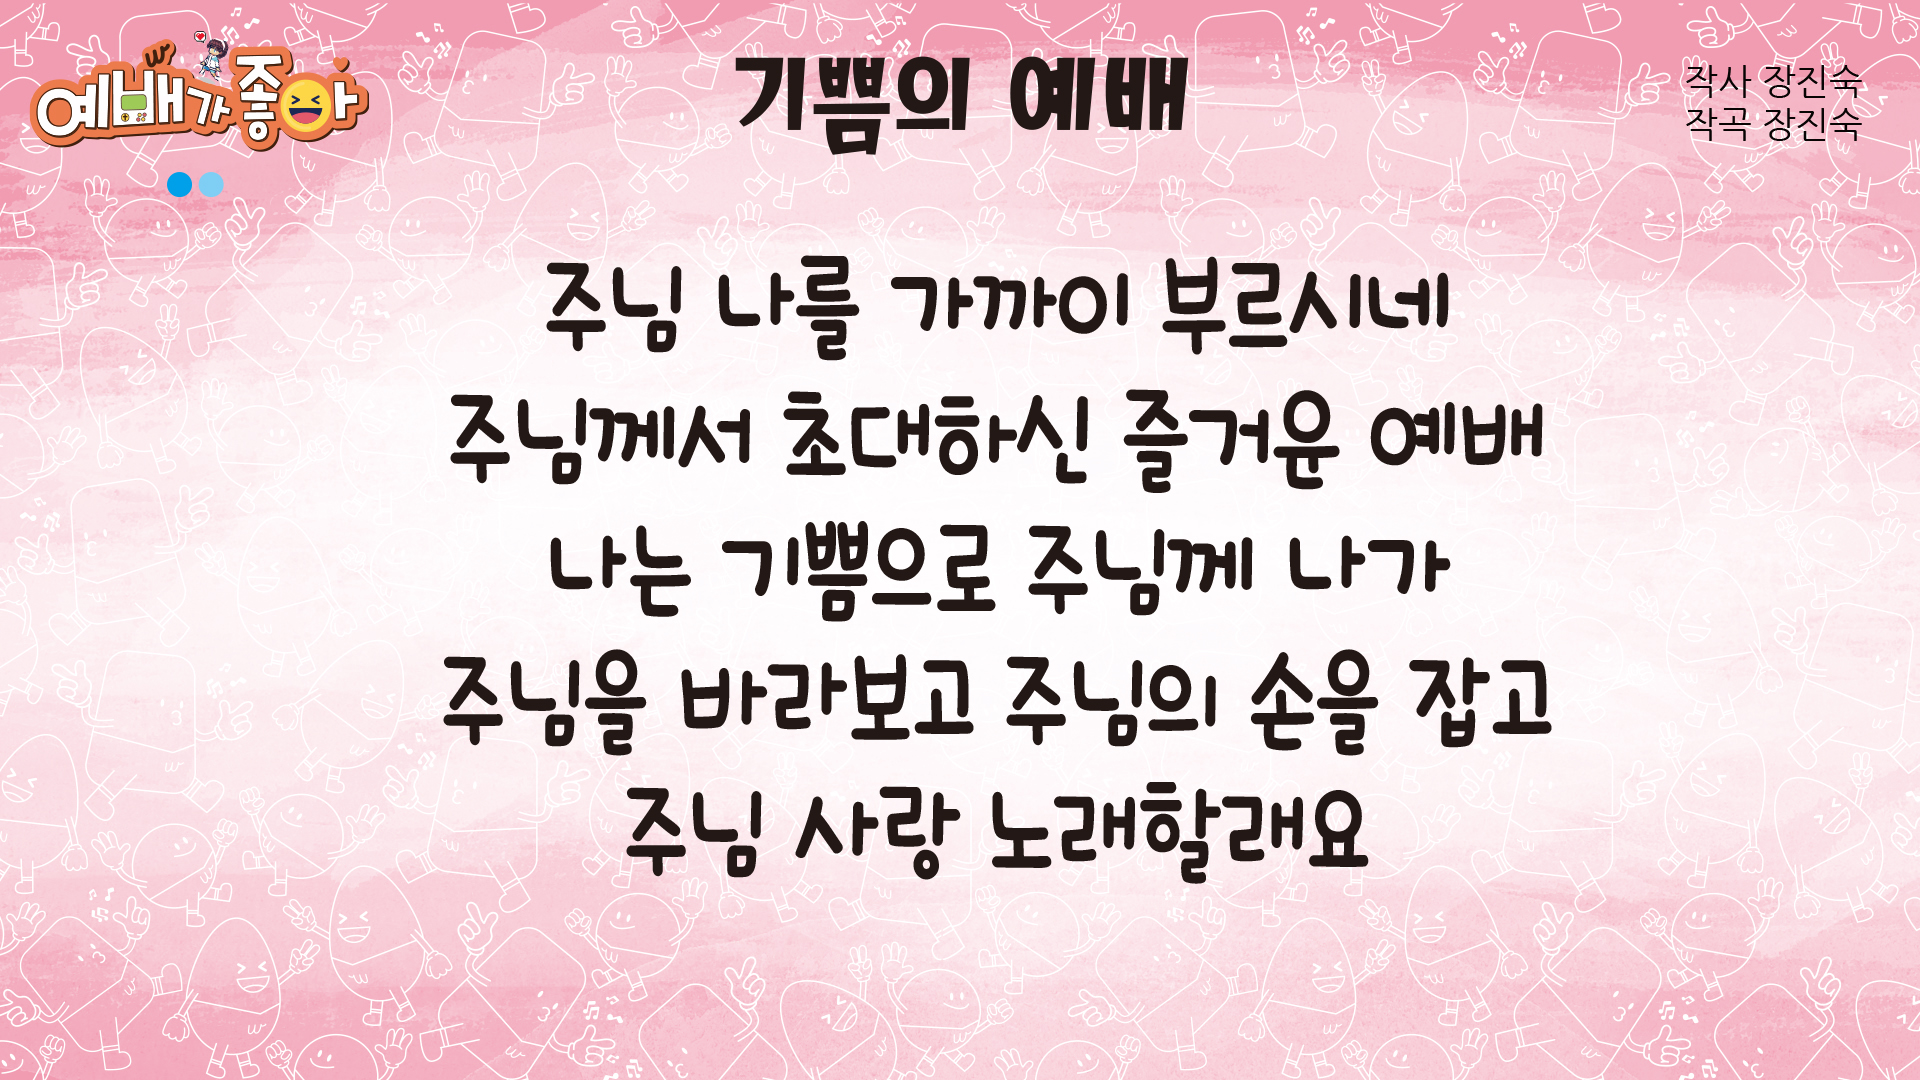 예배가 좋아
기쁨의 예배
작사 장진숙
작곡 장진숙
주님 나를 가까이 부르시네
주님께서 초대하신 즐거운 예배
나는 기쁨으로 주님께 나가
주님을 바라보고 주님의 손을 잡고
주님 사랑 노래할래요